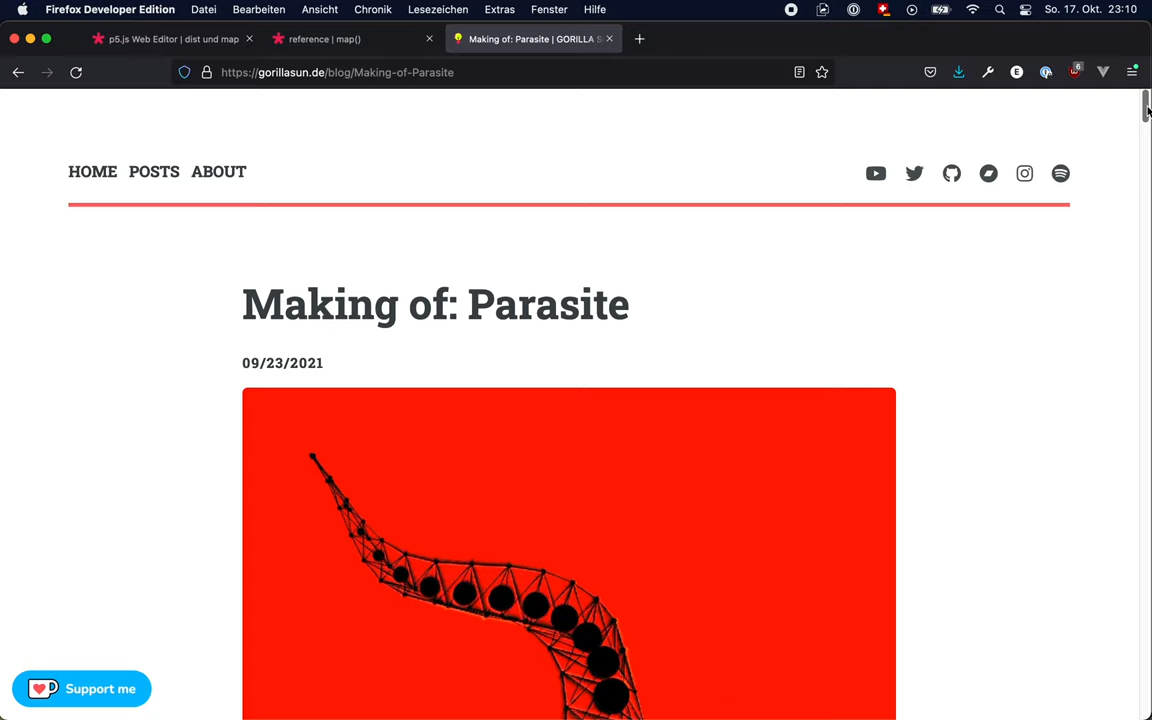 Firefox Developer Edition Datei Bearbeiten Ansicht Chronik Lesezeichen Extras Fenster Hilfe So. 17. Okt. 23:10
p5.js Web Editor | dist und map reference | map() Making of: Parasite | GORILLA S
https://gorillasun.de/blog/Making-of-Parasite 6
HOME POSTS ABOUT
Making of: Parasite
09/23/2021
Support me